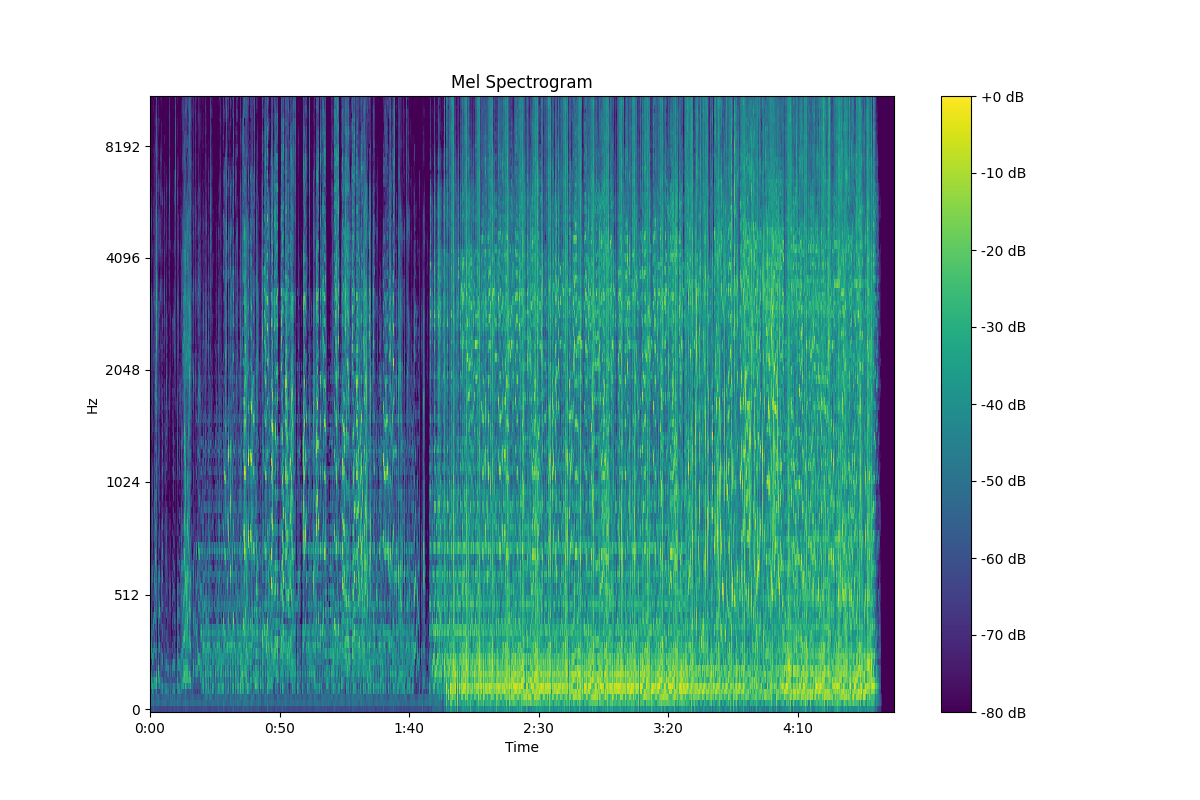 Mel Spectrogram
Hz
8192
4096
2048
1024
512
0
0:00
0:50
1:40
2:30
3:20
4:10
Time
+0 dB
-10 dB
-20 dB
-30 dB
-40 dB
-50 dB
-60 dB
-70 dB
-80 dB